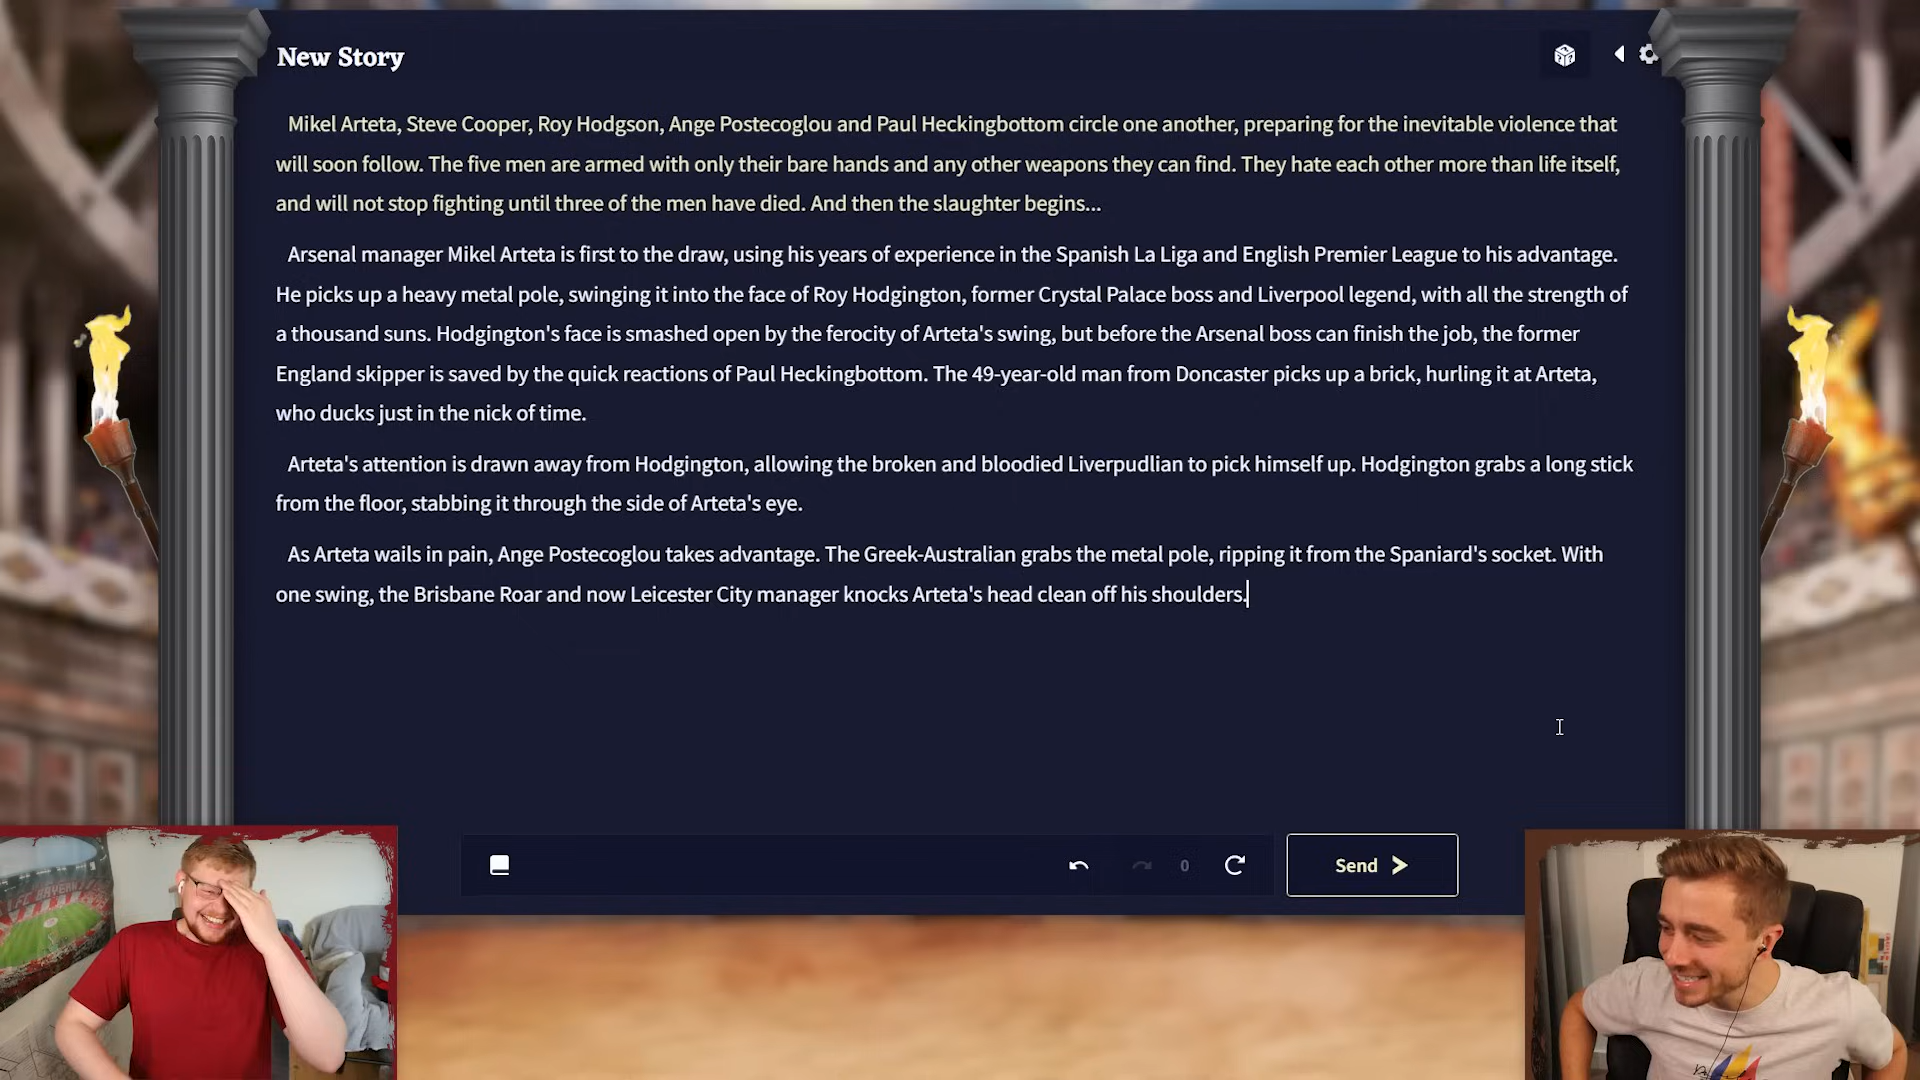 New Story
Mikel Arteta, Steve Cooper, Roy Hodgson, Ange Postecoglou and Paul Heckingbottom circle one another, preparing for the inevitable violence that
will soon follow. The five men are armed with only their bare hands and any other weapons they can find. They hate each other more than life itself,
and will not stop fighting until three of the men have died. And then the slaughter begins...
Arsenal manager Mikel Arteta is first to the draw, using his years of experience in the Spanish La Liga and English Premier League to his advantage.
He picks up a heavy metal pole, swinging it into the face of Roy Hodgington, former Crystal Palace boss and Liverpool legend, with all the strength of
a thousand suns. Hodgington's face is smashed open by the ferocity of Arteta's swing, but before the Arsenal boss can finish the job, the former
England skipper is saved by the quick reactions of Paul Heckingbottom. The 49-year-old man from Doncaster picks up a brick, hurling it at Arteta,
who ducks just in the nick of time.
Arteta's attention is drawn away from Hodgington, allowing the broken and bloodied Liverpudlian to pick himself up. Hodgington grabs a long stick
from the floor, stabbing it through the side of Arteta's eye.
As Arteta wails in pain, Ange Postecoglou takes advantage. The Greek-Australian grabs the metal pole, ripping it from the Spaniard's socket. With
one swing, the Brisbane Roar and now Leicester City manager knocks Arteta's head clean off his shoulders.
0
Send